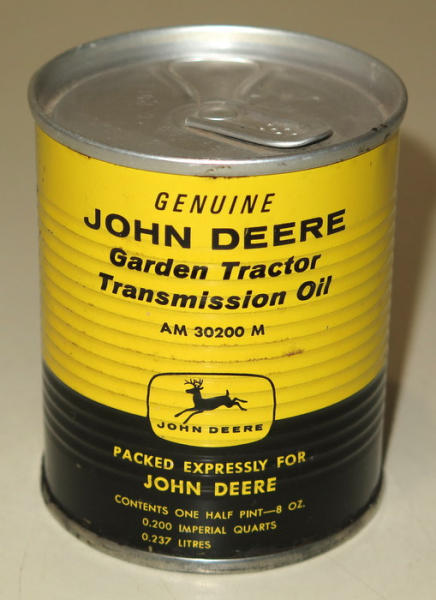 GENUINE
JOHN DEERE
Garden Tractor
Transmission Oil
AM 30200 M
JOHN DEERE
PACKED EXPRESSLY FOR
JOHN DEERE
CONTENTS ONE HALF PINT—8 OZ.
0.200 IMPERIAL QUARTS
0.237 LITRES